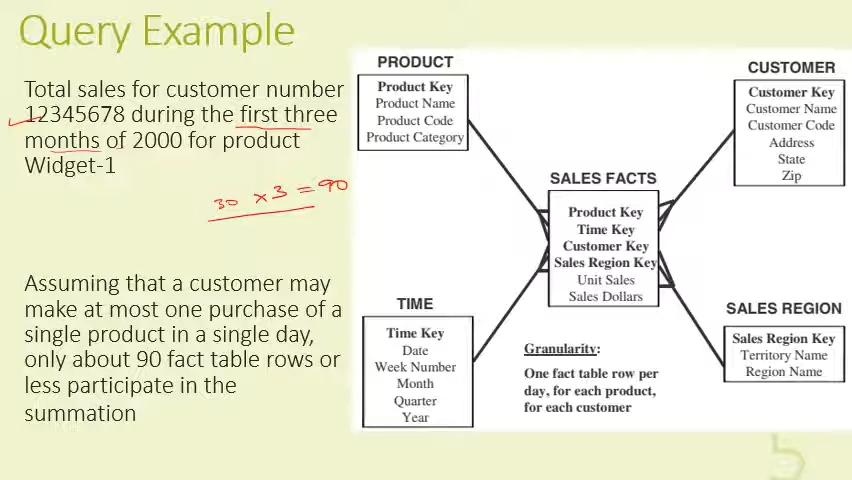 Query Example
Total sales for customer number
12345678 during the first three
months of 2000 for product
Widget-1
30 × 3 = 90
Assuming that a customer may
make at most one purchase of a
single product in a single day,
only about 90 fact table rows or
less participate in the
summation
PRODUCT
Product Key
Product Name
Product Code
Product Category
CUSTOMER
Customer Key
Customer Name
Customer Code
Address
State
Zip
SALES FACTS
Product Key
Time Key
Customer Key
Sales Region Key
Unit Sales
Sales Dollars
TIME
Time Key
Date
Week Number
Month
Quarter
Year
Granularity:
One fact table row per
day, for each product,
for each customer
SALES REGION
Sales Region Key
Territory Name
Region Name